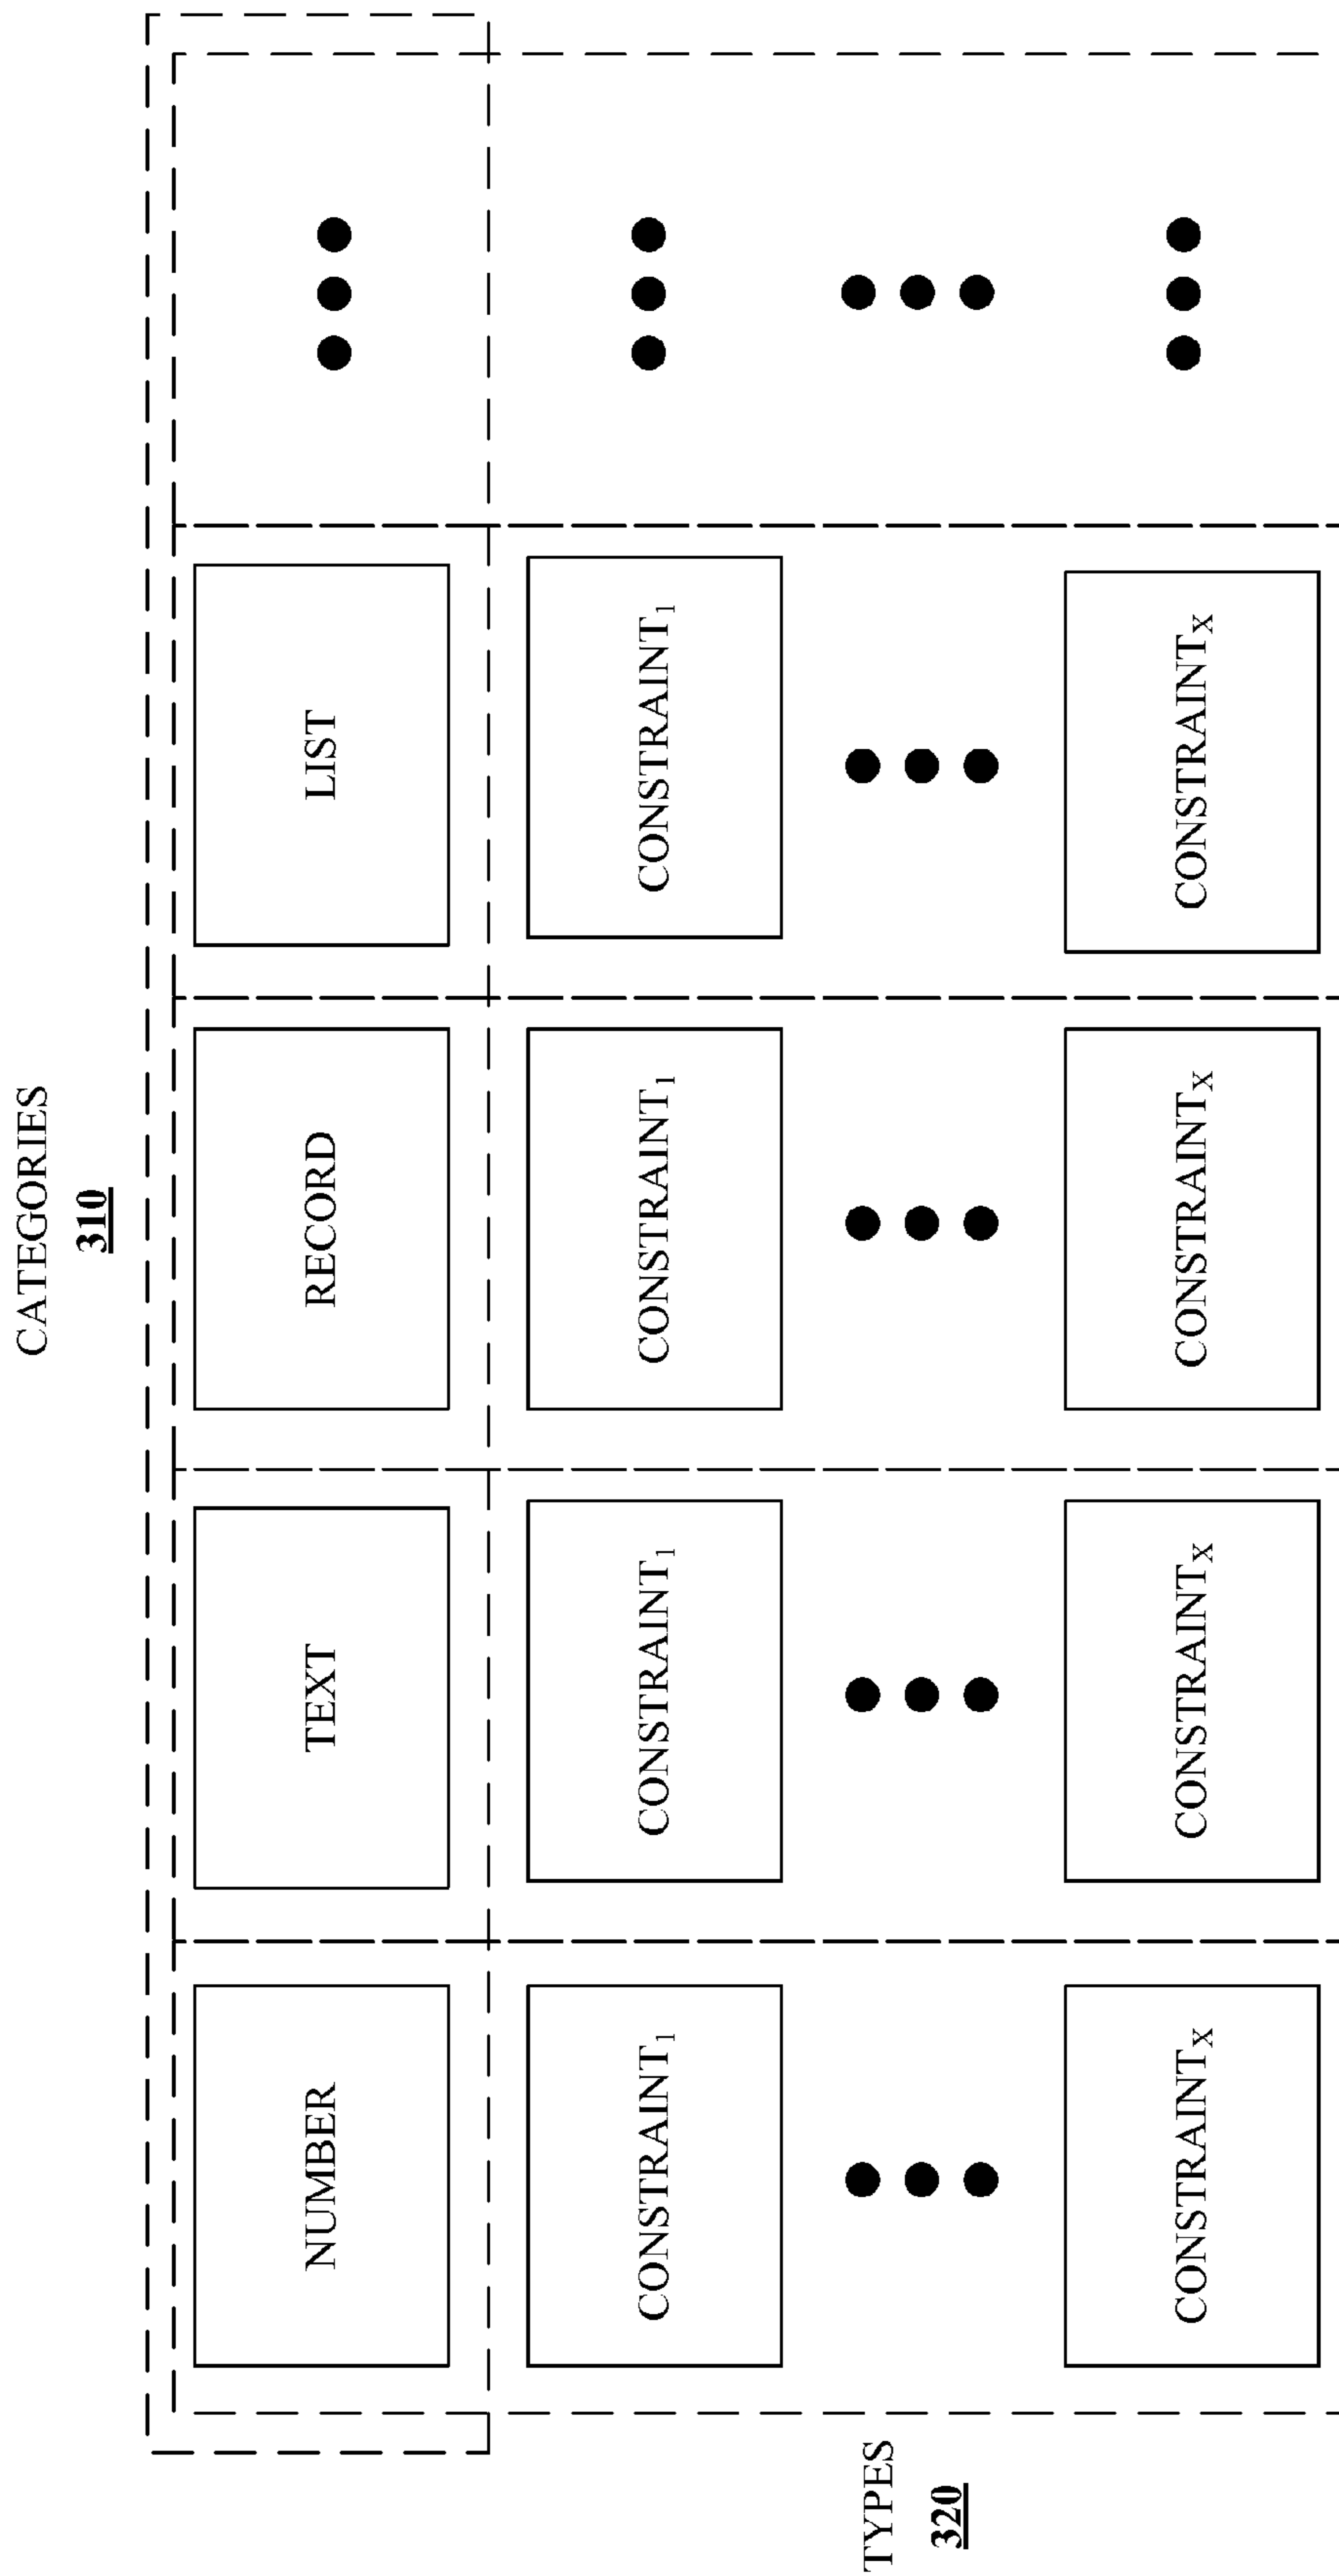 CATEGORIES
310
NUMBER
TEXT
RECORD
LIST
CONSTRAINT₁
CONSTRAINT₁
CONSTRAINT₁
CONSTRAINT₁
TYPES
320
CONSTRAINTₓ
CONSTRAINTₓ
CONSTRAINTₓ
CONSTRAINTₓ